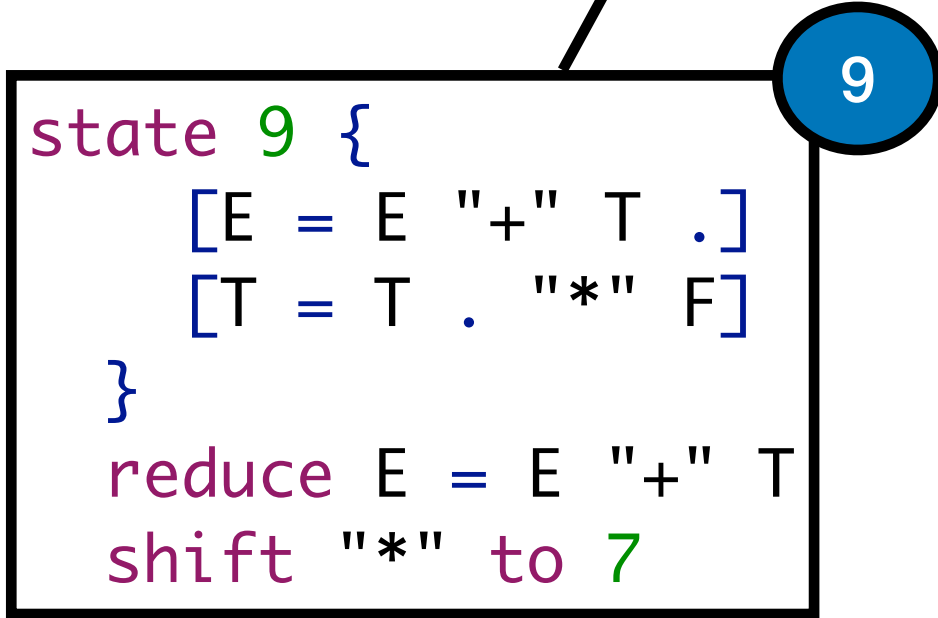 9
state 9 {
[E = E "+" T .]
[T = T . "*" F]
}
reduce E = E "+" T
shift "*" to 7